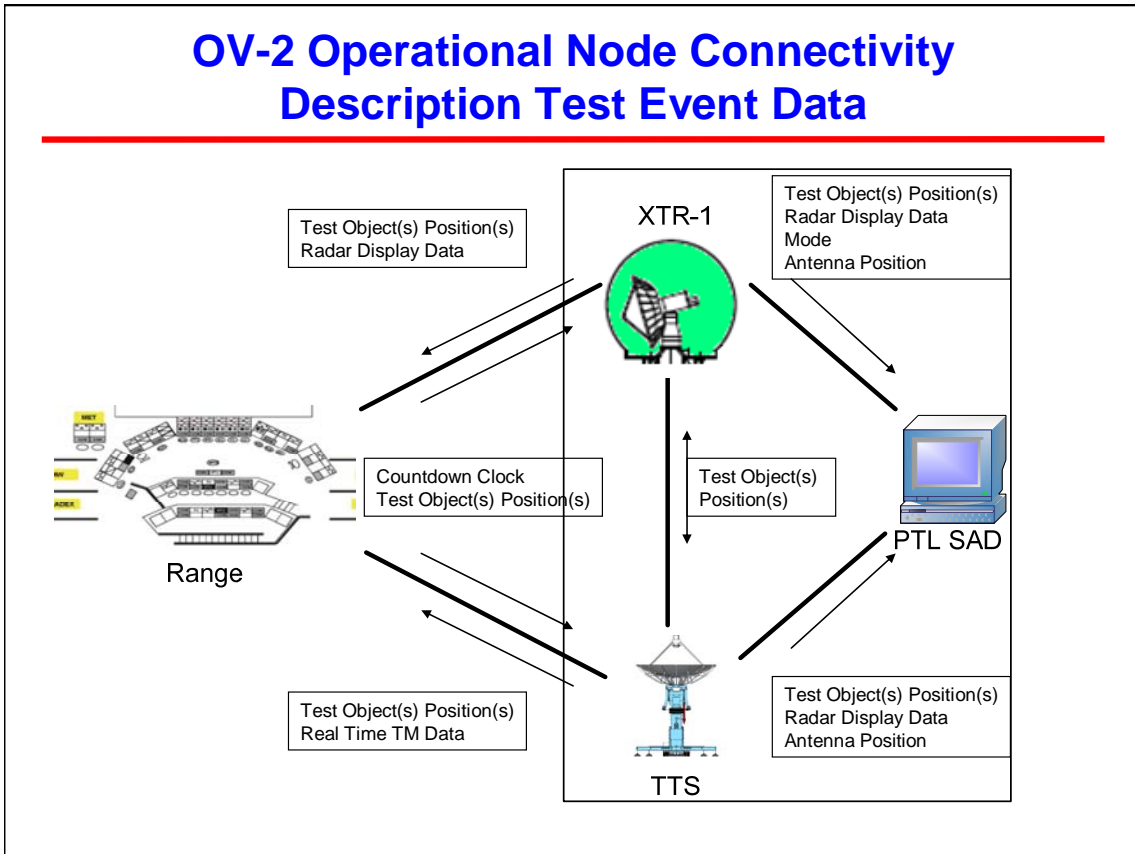 OV-2 Operational Node Connectivity
Description Test Event Data
Test Object(s) Position(s)
Radar Display Data
XTR-1
Test Object(s) Position(s)
Radar Display Data
Mode
Antenna Position
MET
Countdown Clock
Test Object(s) Position(s)
Test Object(s)
Position(s)
ADEX
Range
PTL SAD
Test Object(s) Position(s)
Real Time TM Data
TTS
Test Object(s) Position(s)
Radar Display Data
Antenna Position